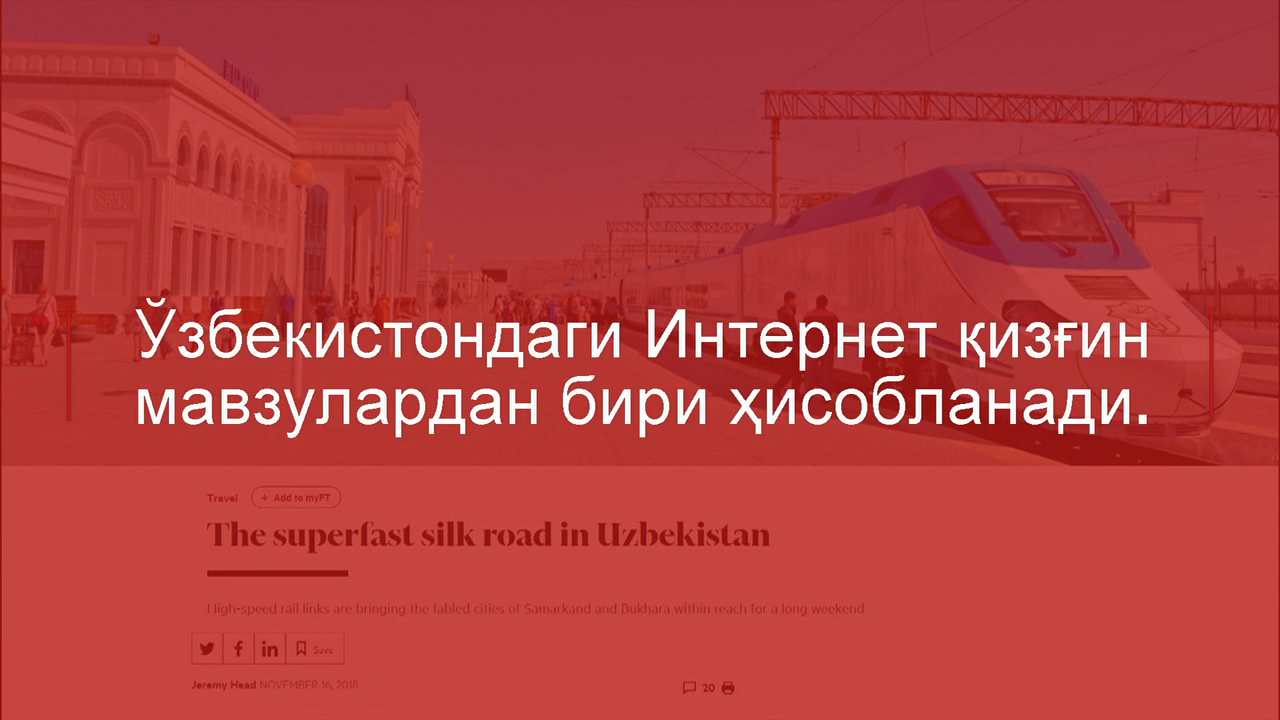 Ўзбекистондаги Интернет қизғин
мавзулардан бири ҳисобланади.
Travel + Add to myFT
The superfast silk road in Uzbekistan
High-speed rail links are bringing the fabled cities of Samarkand and Bukhara within reach for a long weekend
Save
Jeremy Head NOVEMBER 16, 2018
20